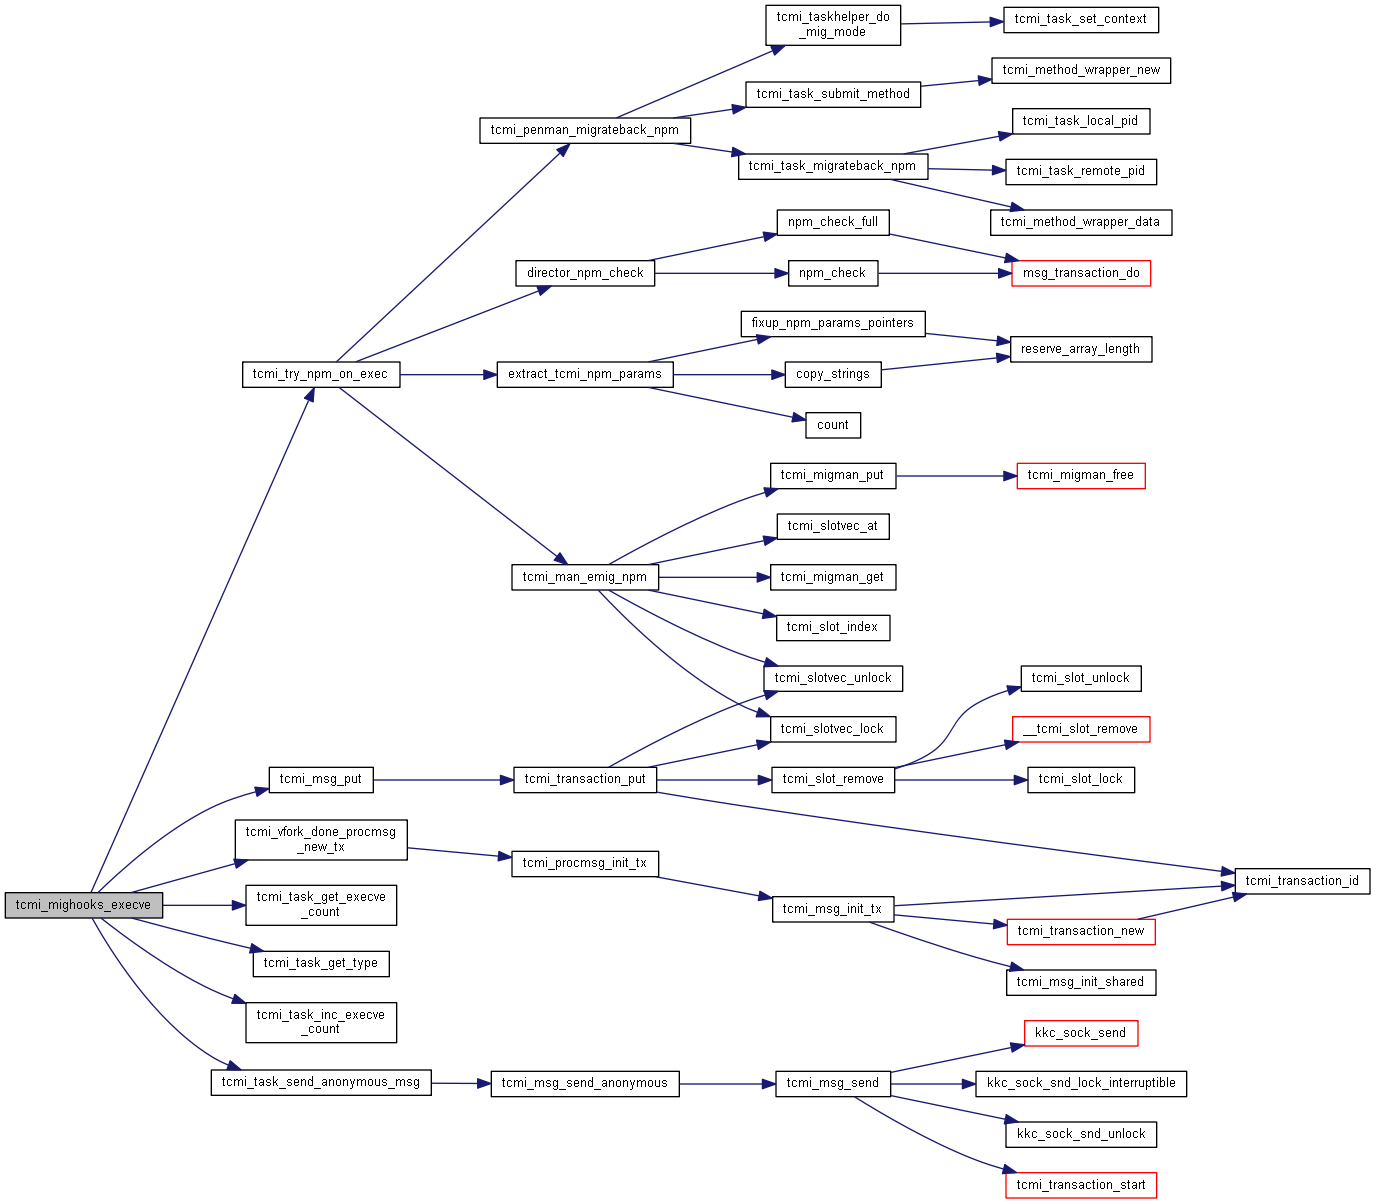 tcmi_taskhelper_do
_mig_mode
tcmi_task_set_context
tcmi_method_wrapper_new
tcmi_task_submit_method
tcmi_penman_migrateback_npm
tcmi_task_local_pid
tcmi_task_migrateback_npm
tcmi_task_remote_pid
tcmi_method_wrapper_data
npm_check_full
director_npm_check
npm_check
msg_transaction_do
fixup_npm_params_pointers
reserve_array_length
tcmi_try_npm_on_exec
extract_tcmi_npm_params
copy_strings
count
tcmi_migman_put
tcmi_migman_free
tcmi_slotvec_at
tcmi_man_emig_npm
tcmi_migman_get
tcmi_slot_index
tcmi_slotvec_unlock
tcmi_slot_unlock
tcmi_slotvec_lock
__tcmi_slot_remove
tcmi_msg_put
tcmi_transaction_put
tcmi_slot_remove
tcmi_slot_lock
tcmi_vfork_done_procmsg
_new_tx
tcmi_procmsg_init_tx
tcmi_transaction_id
tcmi_mighooks_execve
tcmi_task_get_execve
_count
tcmi_msg_init_tx
tcmi_transaction_new
tcmi_task_get_type
tcmi_msg_init_shared
tcmi_task_inc_execve
_count
kkc_sock_send
tcmi_task_send_anonymous_msg
tcmi_msg_send_anonymous
tcmi_msg_send
kkc_sock_snd_lock_interruptible
kkc_sock_snd_unlock
tcmi_transaction_start